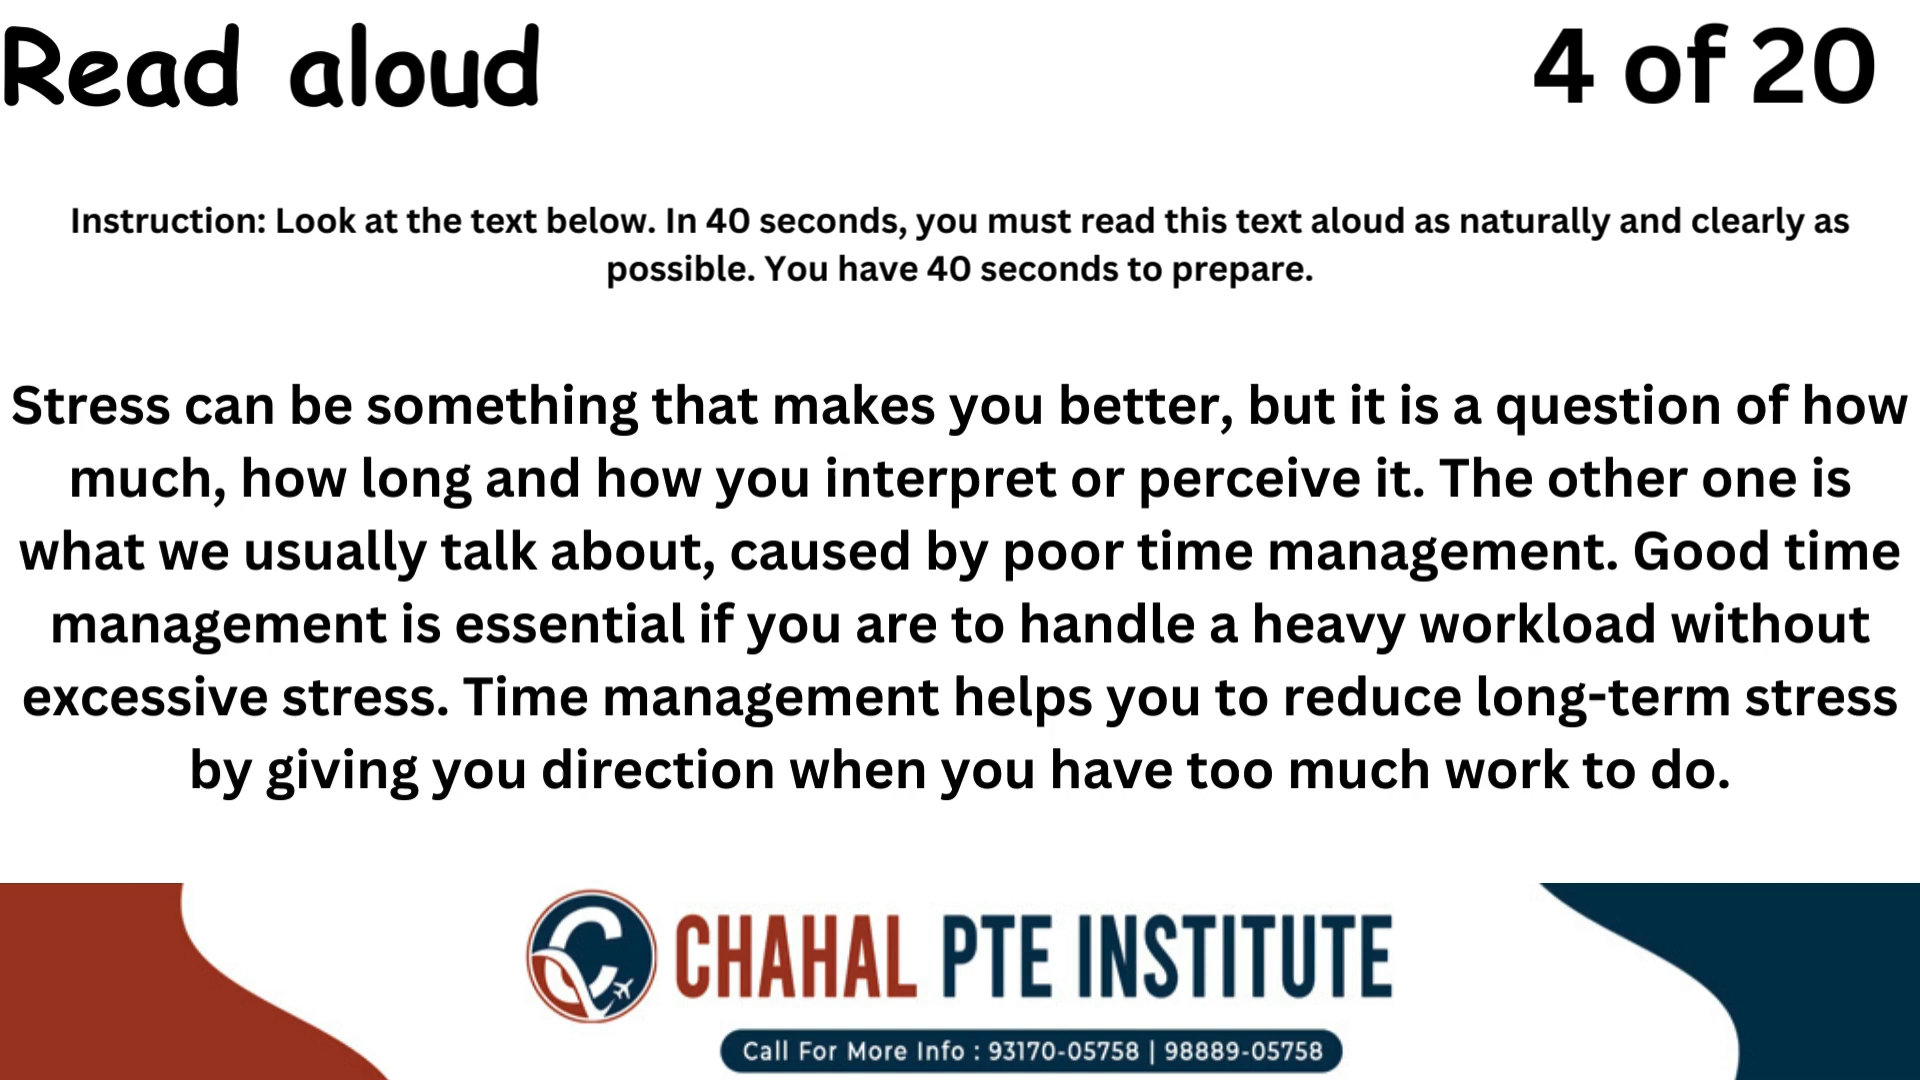 Read aloud
4 of 20
Instruction: Look at the text below. In 40 seconds, you must read this text aloud as naturally and clearly as
possible. You have 40 seconds to prepare.
Stress can be something that makes you better, but it is a question of how
much, how long and how you interpret or perceive it. The other one is
what we usually talk about, caused by poor time management. Good time
management is essential if you are to handle a heavy workload without
excessive stress. Time management helps you to reduce long-term stress
by giving you direction when you have too much work to do.
CHAHAL PTE INSTITUTE
Call For More Info : 93170-05758 | 98889-05758